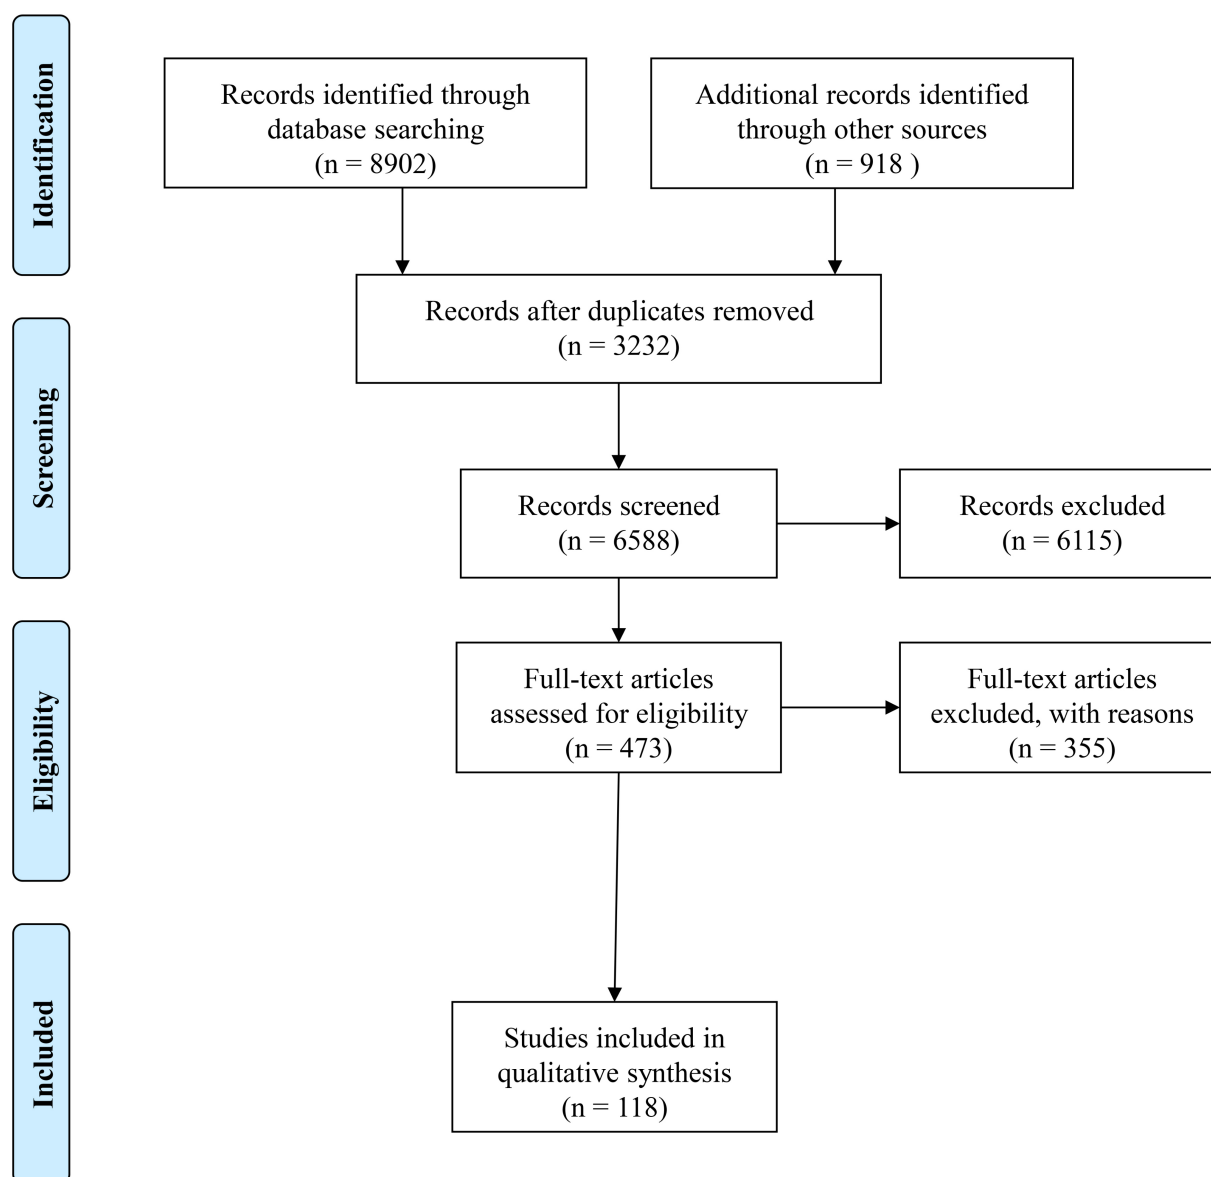 Identification
Records identified through
database searching
(n = 8902)
Additional records identified
through other sources
(n = 918 )
Records after duplicates removed
(n = 3232)
Screening
Records screened
(n = 6588)
Records excluded
(n = 6115)
Eligibility
Full-text articles
assessed for eligibility
(n = 473)
Full-text articles
excluded, with reasons
(n = 355)
Included
Studies included in
qualitative synthesis
(n = 118)